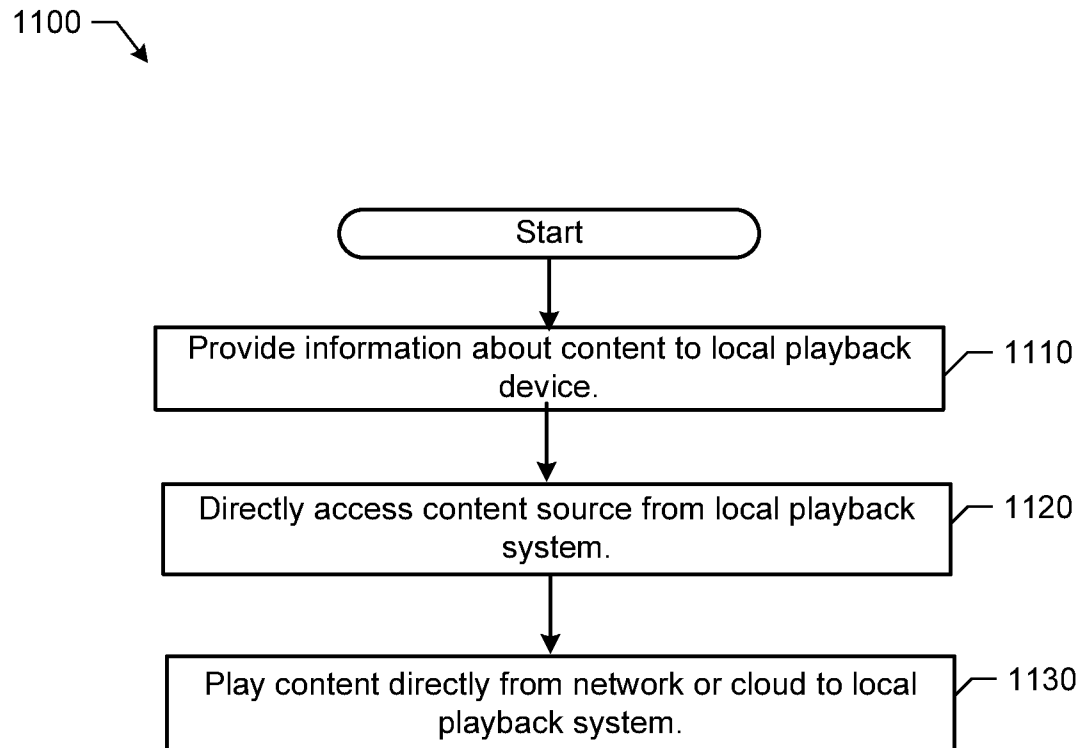 1100
Start
Provide information about content to local playback
device.
1110
Directly access content source from local playback
system.
1120
Play content directly from network or cloud to local
playback system.
1130